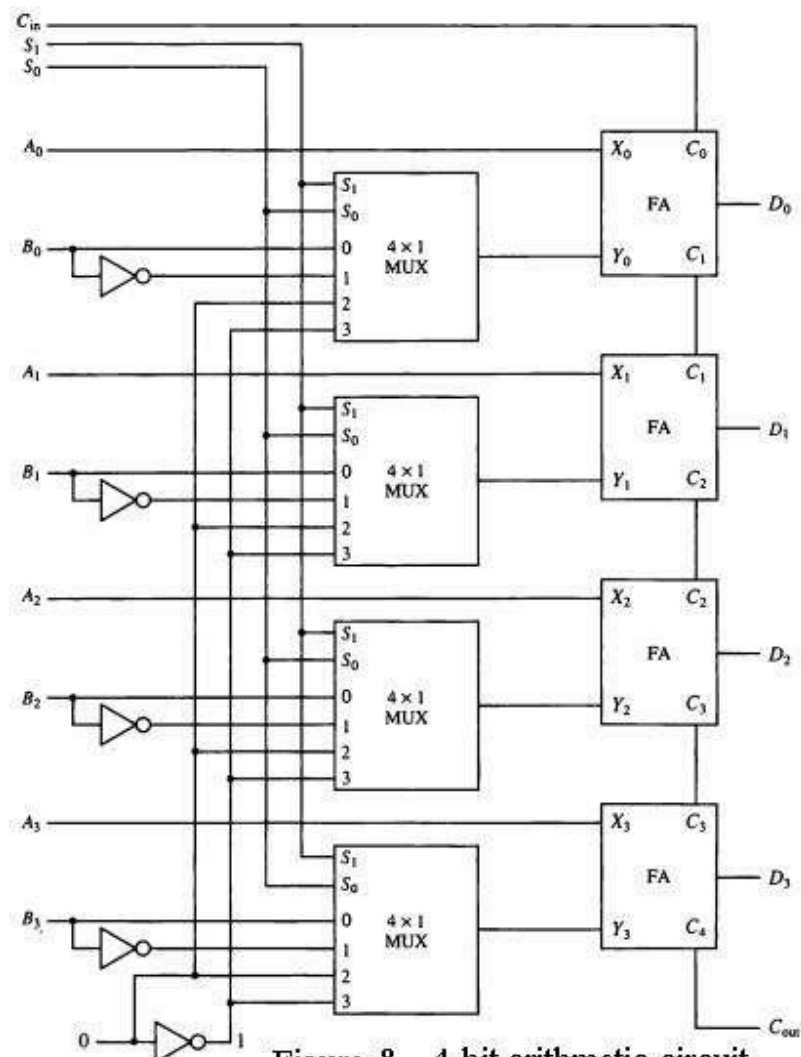 C_in
S_1
S_0
A_0
X_0 C_0
S_1
S_0
FA
D_0
B_0
0
4 × 1
MUX
Y_0 C_1
1
2
3
A_1
X_1 C_1
S_1
S_0
FA
D_1
B_1
0
4 × 1
MUX
Y_1 C_2
1
2
3
A_2
X_2 C_2
S_1
S_0
FA
D_2
B_2
0
4 × 1
MUX
Y_2 C_3
1
2
3
A_3
X_3 C_3
S_1
S_0
FA
D_3
B_3
0
4 × 1
MUX
Y_3 C_4
1
2
3
0
1
C_out
Figure 8 4-bit arithmetic circuit